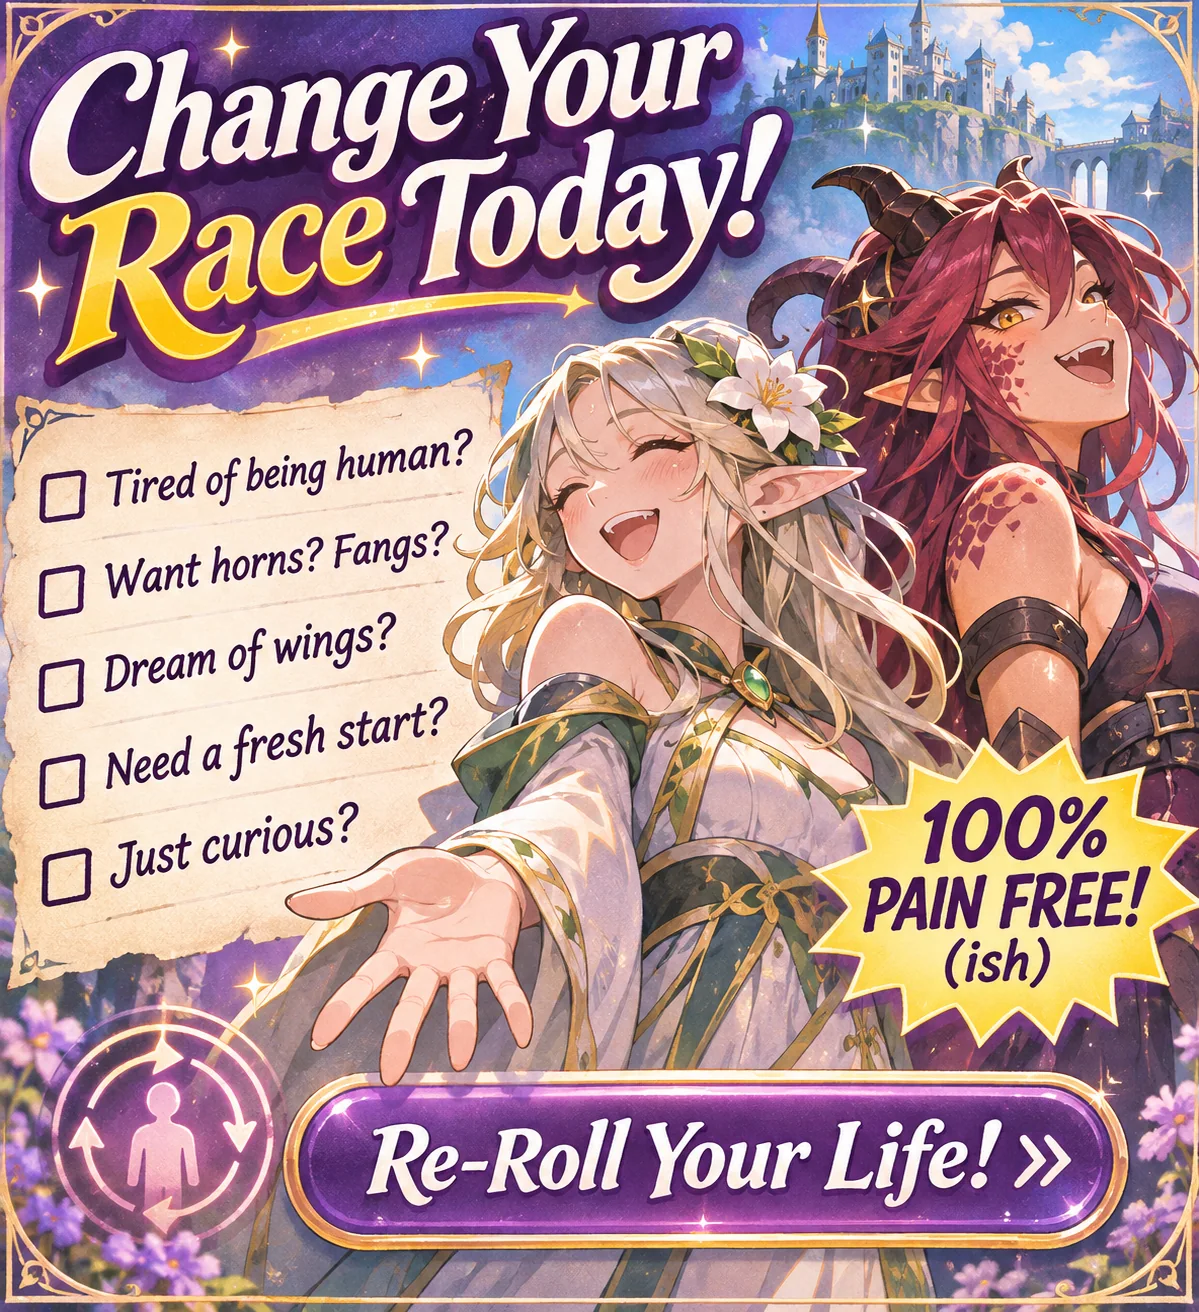 Change Your
Race Today!
Tired of being human?
Want horns? Fangs?
Dream of wings?
Need a fresh start?
Just curious?
100%
PAIN FREE!
(ish)
Re-Roll Your Life! »